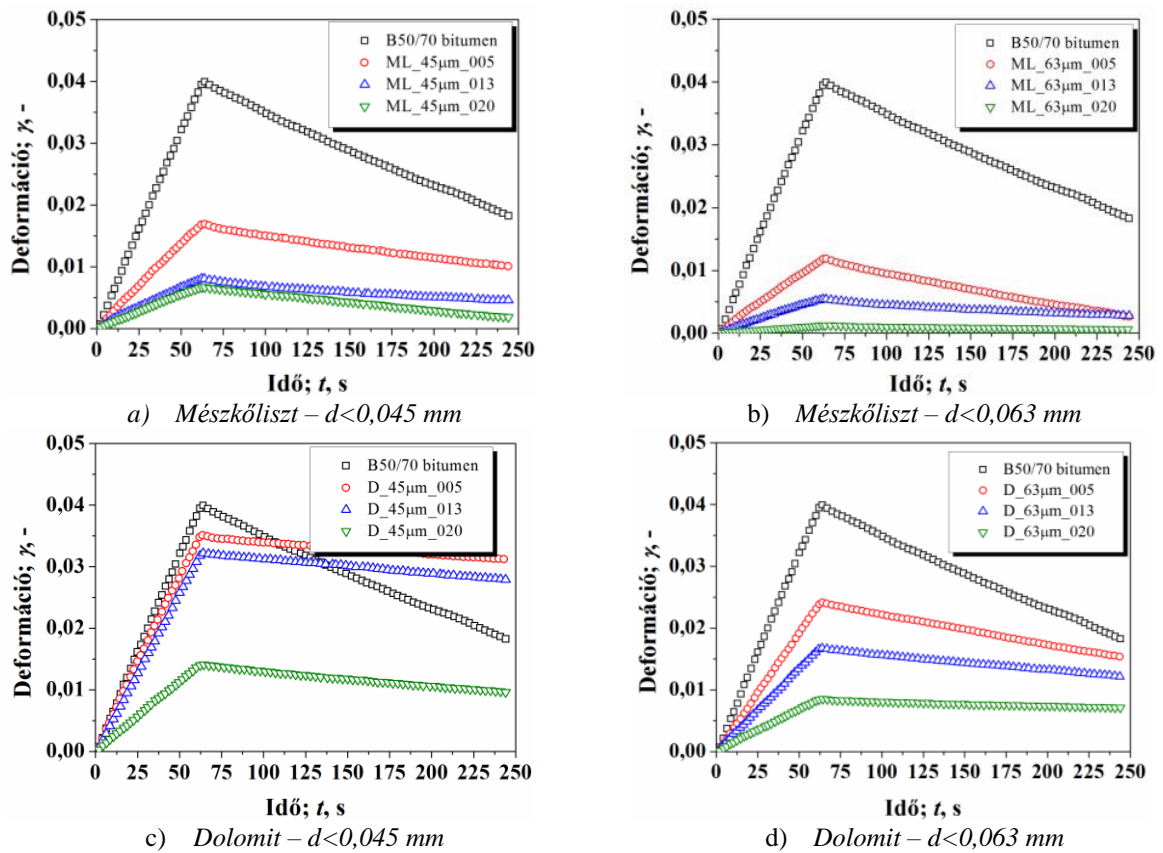 0,05
0,04
0,03
0,02
0,01
0,00
Deformáció; γ, -
B50/70 bitumen
ML_45μm_005
ML_45μm_013
ML_45μm_020
0 25 50 75 100 125 150 175 200 225 250
Idő; t, s
a) Mészkőliszt – d<0,045 mm
0,05
0,04
0,03
0,02
0,01
0,00
Deformáció; γ, -
B50/70 bitumen
ML_63μm_005
ML_63μm_013
ML_63μm_020
0 25 50 75 100 125 150 175 200 225 250
Idő; t, s
b) Mészkőliszt – d<0,063 mm
0,05
0,04
0,03
0,02
0,01
0,00
Deformáció; γ, -
B50/70 bitumen
D_45μm_005
D_45μm_013
D_45μm_020
0 25 50 75 100 125 150 175 200 225 250
Idő; t, s
c) Dolomit – d<0,045 mm
0,05
0,04
0,03
0,02
0,01
0,00
Deformáció; γ, -
B50/70 bitumen
D_63μm_005
D_63μm_013
D_63μm_020
0 25 50 75 100 125 150 175 200 225 250
Idő; t, s
d) Dolomit – d<0,063 mm